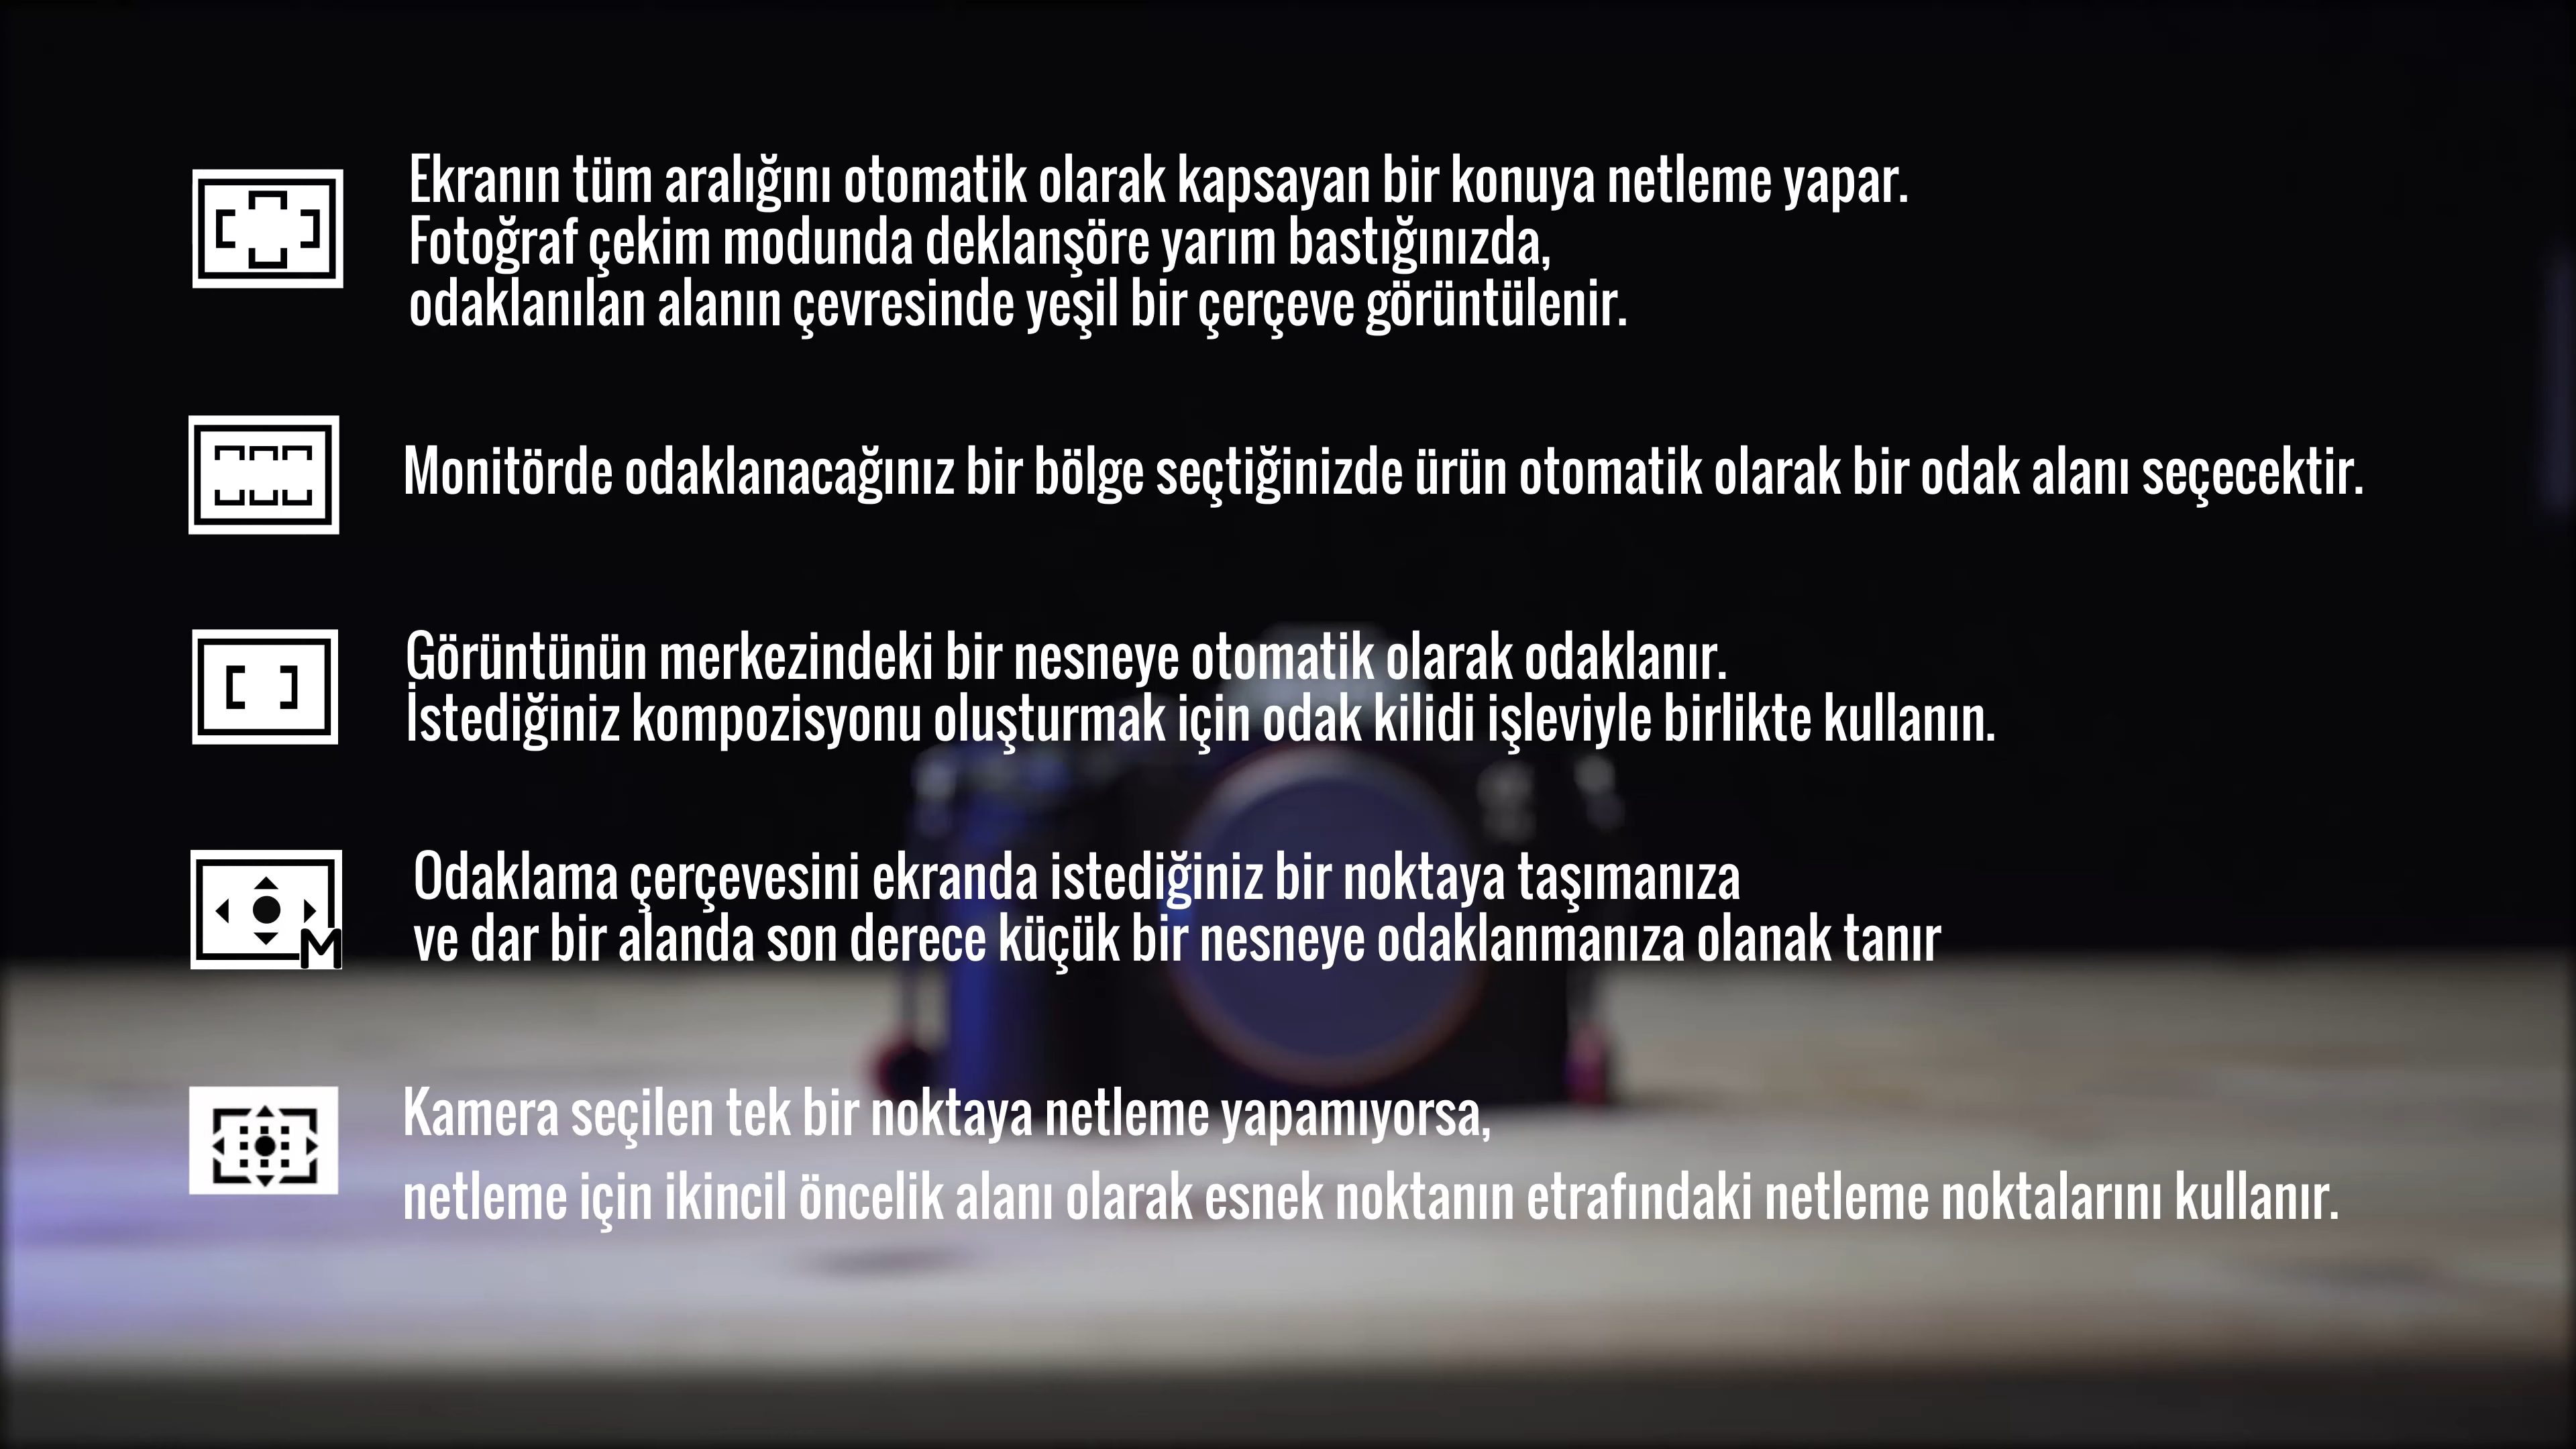 Ekranın tüm aralığını otomatik olarak kapsayan bir konuya netleme yapar.
Fotoğraf çekim modunda deklanşöre yarım bastığınızda,
odaklanılan alanın çevresinde yeşil bir çerçeve görüntülenir.
Monitörde odaklanacağınız bir bölge seçtiğinizde ürün otomatik olarak bir odak alanı seçecektir.
Görüntünün merkezindeki bir nesneye otomatik olarak odaklanır.
İstediğiniz kompozisyonu oluşturmak için odak kilidi işleviyle birlikte kullanın.
M
Odaklama çerçevesini ekranda istediğiniz bir noktaya taşımanıza
ve dar bir alanda son derece küçük bir nesneye odaklanmanıza olanak tanır
Kamera seçilen tek bir noktaya netleme yapamıyorsa,
netleme için ikincil öncelik alanı olarak esnek noktanın etrafındaki netleme noktalarını kullanır.